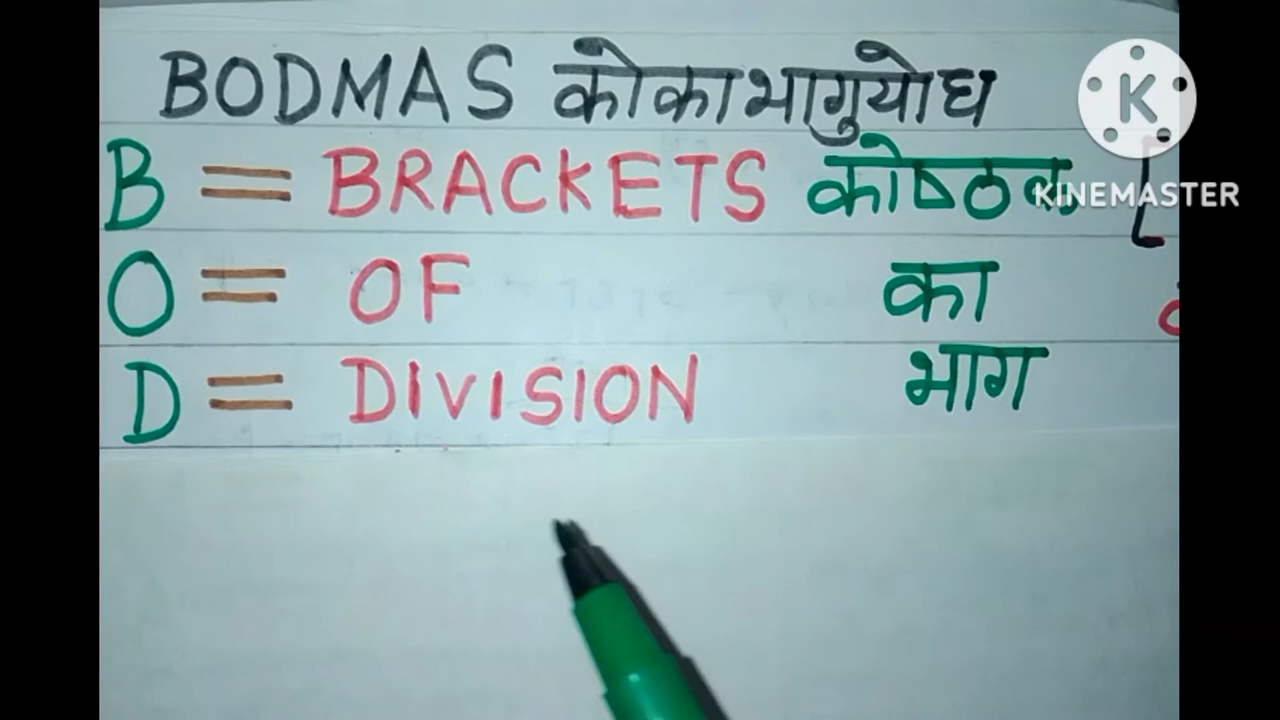 BODMAS कोकाभागुयोघ
B = BRACKETS कोष्ठक [
O = OF का
D = DIVISION भाग
K
KINEMASTER